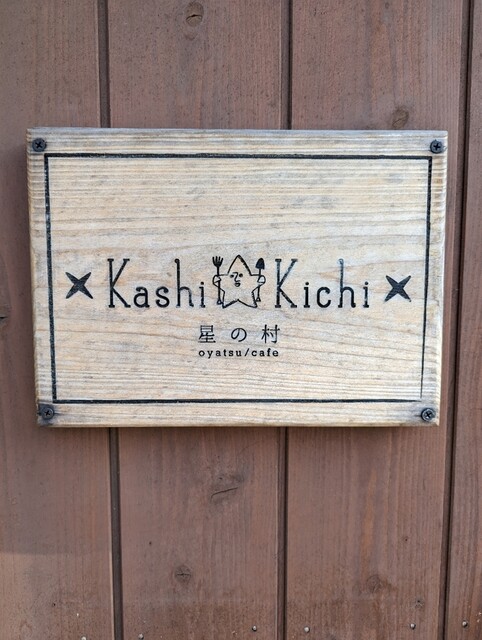 Kashi Kichi
星の村
oyatsu/cafe